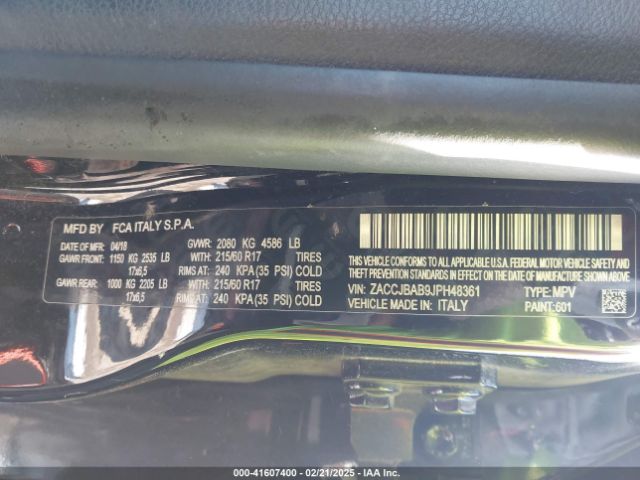 MFD BY FCA ITALY S.P.A.
DATE OF MFD: 04/18 GVWR: 2080 KG 4586 LB
GAWR FRONT: 1150 KG 2535 LB WITH: 215/60 R17 TIRES
17x6,5 RIMS AT: 240 KPA (35 PSI) COLD
GAWR REAR: 1000 KG 2205 LB WITH: 215/60 R17 TIRES
17x6,5 RIMS AT: 240 KPA (35 PSI) COLD
THIS VEHICLE CONFORMS TO ALL APPLICABLE
U.S.A. FEDERAL MOTOR VEHICLE SAFETY,
BUMPER, AND THEFT PREVENTION STANDARDS
IN EFFECT ON THE DATE OF MANUFACTURE SHOWN ABOVE.
VIN: ZACCJBAB9JPH48361 TYPE: MPV
VEHICLE MADE IN: ITALY PAINT: 601
000-41607400 - 02/21/2025 - IAA Inc.